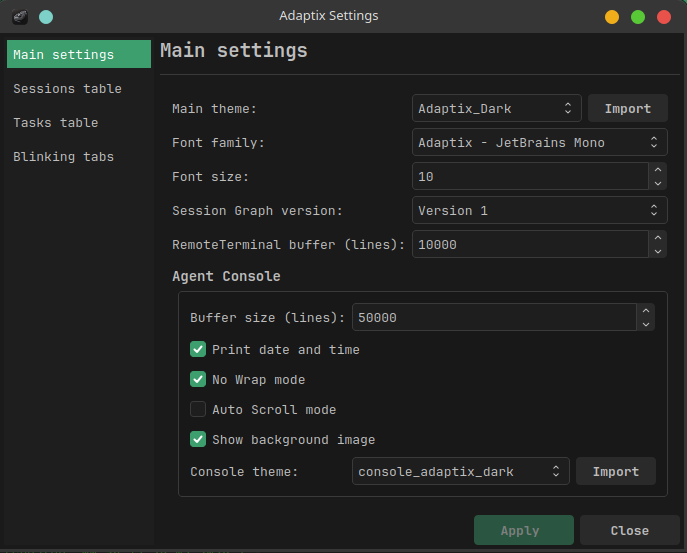 Adaptix Settings
Main settings
Sessions table
Tasks table
Blinking tabs
Main settings
Main theme: Adaptix_Dark Import
Font family: Adaptix - JetBrains Mono
Font size: 10
Session Graph version: Version 1
RemoteTerminal buffer (lines): 10000
Agent Console
Buffer size (lines): 50000
Print date and time
No Wrap mode
Auto Scroll mode
Show background image
Console theme: console_adaptix_dark Import
Apply Close